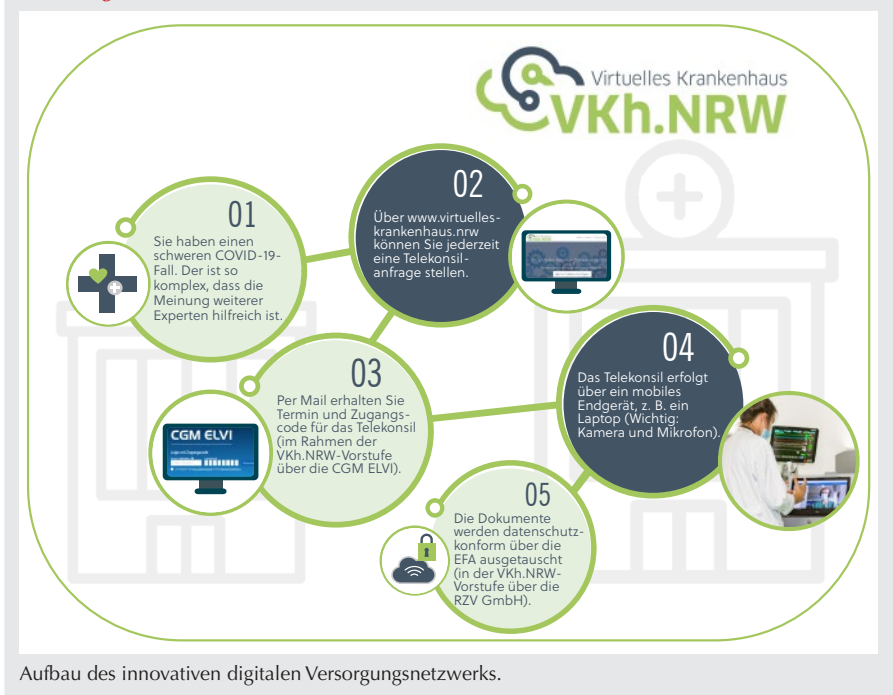 Virtuelles Krankenhaus
VKh.NRW
01
Sie haben einen
schweren COVID-19-
Fall. Der ist so
komplex, dass die
Meinung weiterer
Experten hilfreich ist.
02
Über www.virtuelles-
krankenhaus.nrw
können Sie jederzeit
eine Telekonsil-
anfrage stellen.
03
Per Mail erhalten Sie
Termin und Zugangs-
code für das Telekonsil
(im Rahmen der
VKh.NRW-Vorstufe
über die CGM ELVI).
CGM ELVI
04
Das Telekonsil erfolgt
über ein mobiles
Endgerät, z. B. ein
Laptop (Wichtig:
Kamera und Mikrofon).
05
Die Dokumente
werden datenschutz-
konform über die
EFA ausgetauscht
(in der VKh.NRW-
Vorstufe über die
RZV GmbH).
Aufbau des innovativen digitalen Versorgungsnetzwerks.